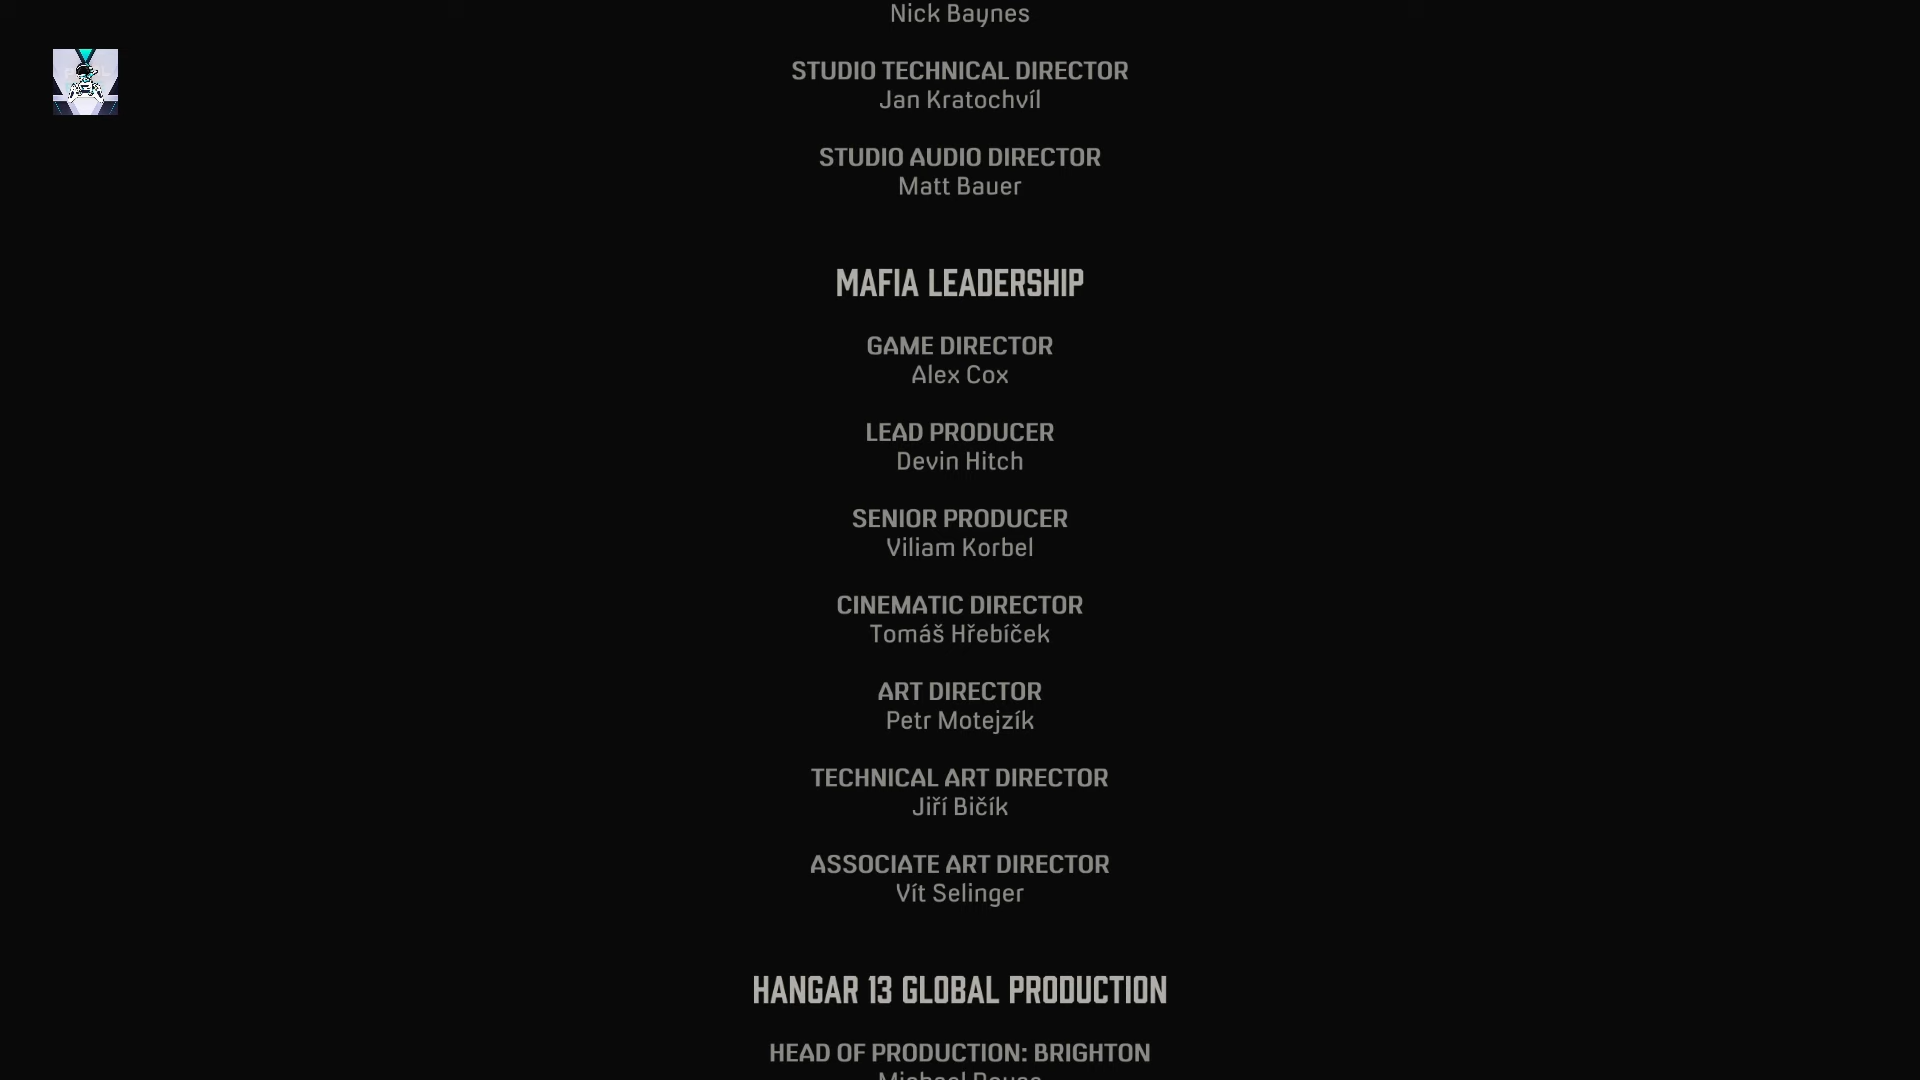 Nick Baynes
STUDIO TECHNICAL DIRECTOR
Jan Kratochvíl
STUDIO AUDIO DIRECTOR
Matt Bauer
MAFIA LEADERSHIP
GAME DIRECTOR
Alex Cox
LEAD PRODUCER
Devin Hitch
SENIOR PRODUCER
Viliam Korbel
CINEMATIC DIRECTOR
Tomáš Hřebíček
ART DIRECTOR
Petr Motejzík
TECHNICAL ART DIRECTOR
Jiří Bičík
ASSOCIATE ART DIRECTOR
Vít Selinger
HANGAR 13 GLOBAL PRODUCTION
HEAD OF PRODUCTION: BRIGHTON
Michael